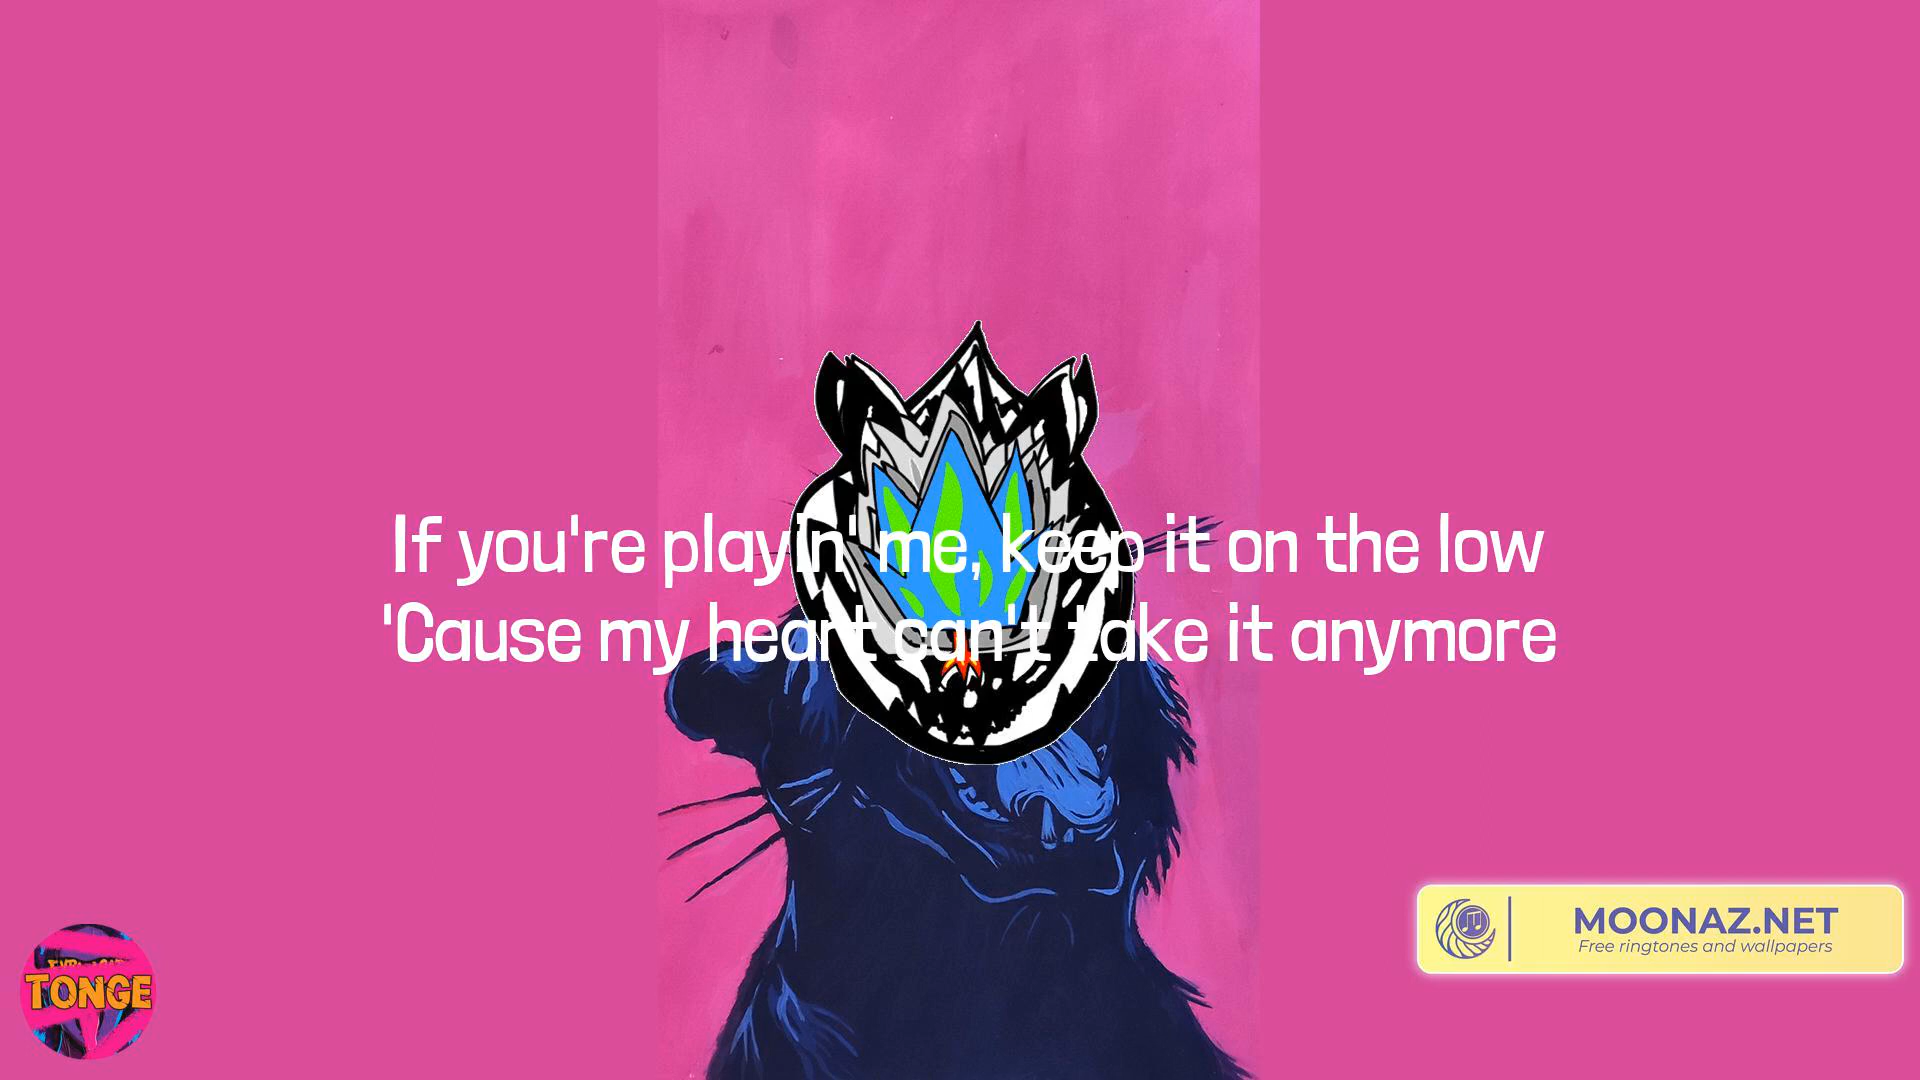 If you're playin' me, keep it on the low
'Cause my heart can't take it anymore
MOONAZ.NET
Free ringtones and wallpapers
TONGE